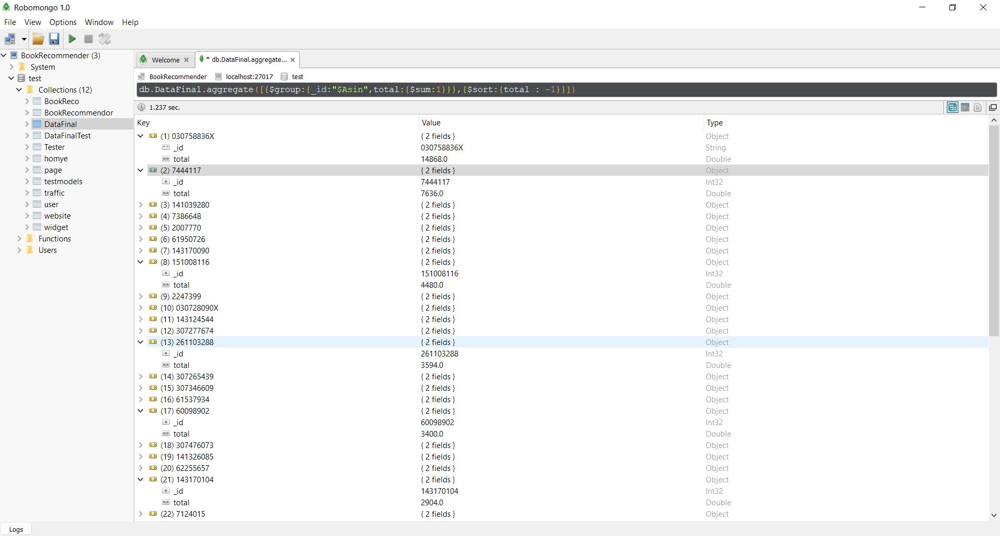 Robomongo 1.0
File View Options Window Help
BookRecommender (3)
System
test
Collections (12)
BookReco
BookRecommendor
DataFinal
DataFinalTest
Tester
homye
page
testmodels
traffic
user
website
widget
Functions
Users
Welcome
* db.DataFinal.aggregate...
BookRecommender localhost:27017 test
db.DataFinal.aggregate([{$group:{_id:"$Asin",total:{$sum:1}}},{$sort:{total : -1}}])
1.237 sec.
Key Value Type
(1) 030758836X { 2 fields } Object
_id 030758836X String
total 14868.0 Double
(2) 7444117 { 2 fields } Object
_id 7444117 Int32
total 7636.0 Double
(3) 141039280 { 2 fields } Object
(4) 7386648 { 2 fields } Object
(5) 2007770 { 2 fields } Object
(6) 61950726 { 2 fields } Object
(7) 143170090 { 2 fields } Object
(8) 151008116 { 2 fields } Object
_id 151008116 Int32
total 4480.0 Double
(9) 2247399 { 2 fields } Object
(10) 030728090X { 2 fields } Object
(11) 143124544 { 2 fields } Object
(12) 307277674 { 2 fields } Object
(13) 261103288 { 2 fields } Object
_id 261103288 Int32
total 3594.0 Double
(14) 307265439 { 2 fields } Object
(15) 307346609 { 2 fields } Object
(16) 61537934 { 2 fields } Object
(17) 60098902 { 2 fields } Object
_id 60098902 Int32
total 3400.0 Double
(18) 307476073 { 2 fields } Object
(19) 141326085 { 2 fields } Object
(20) 62255657 { 2 fields } Object
(21) 143170104 { 2 fields } Object
_id 143170104 Int32
total 2904.0 Double
(22) 7124015 { 2 fields } Object
Logs